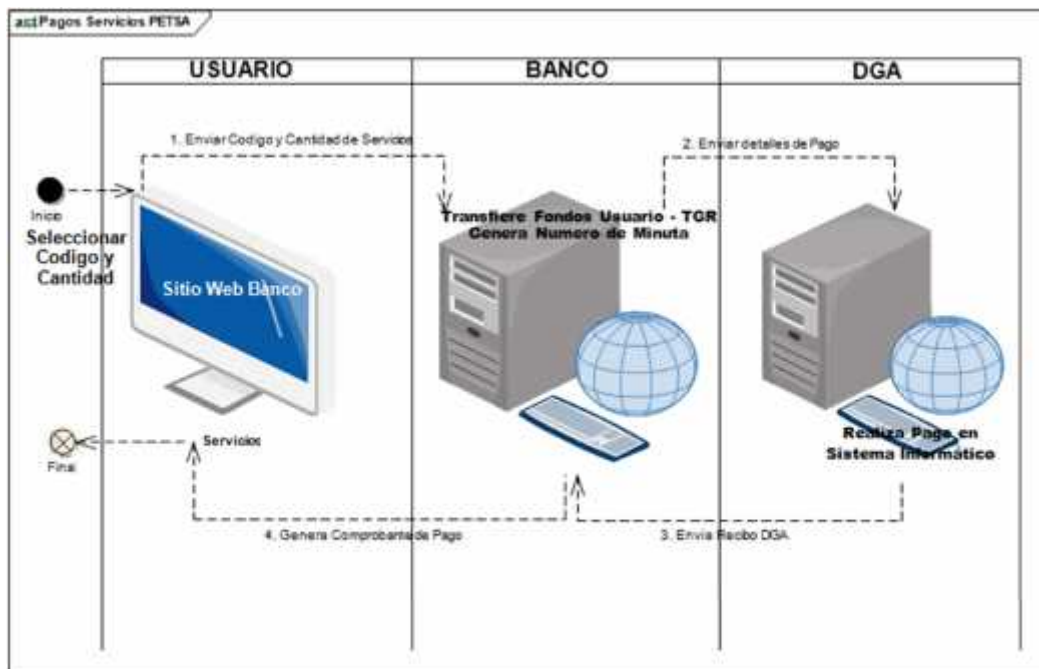 act Pagos Servicios PETSA
USUARIO
BANCO
DGA
1. Enviar Codigo y Cantidad de Servicios
2. Enviar detalles de Pago
Inicio
Seleccionar
Codigo y
Cantidad
Sitio Web Banco
Transfiere Fondos Usuario - TGR
Genera Numero de Minuta
Servicios
Final
Realiza Pago en
Sistema Informático
4. Genera Comprobante de Pago
3. Envia Recibo DGA